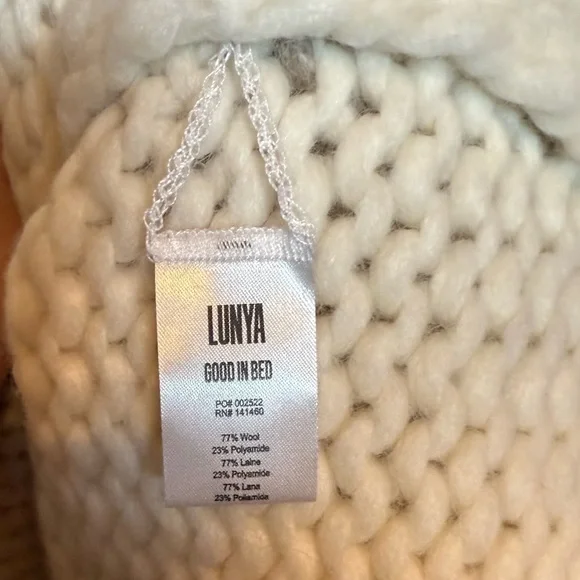 LUNYA
GOOD IN BED
PO# 002522
RN# 141460
77% Wool
23% Polyamide
77% Laine
23% Polyamide
77% Lana
23% Poliamide